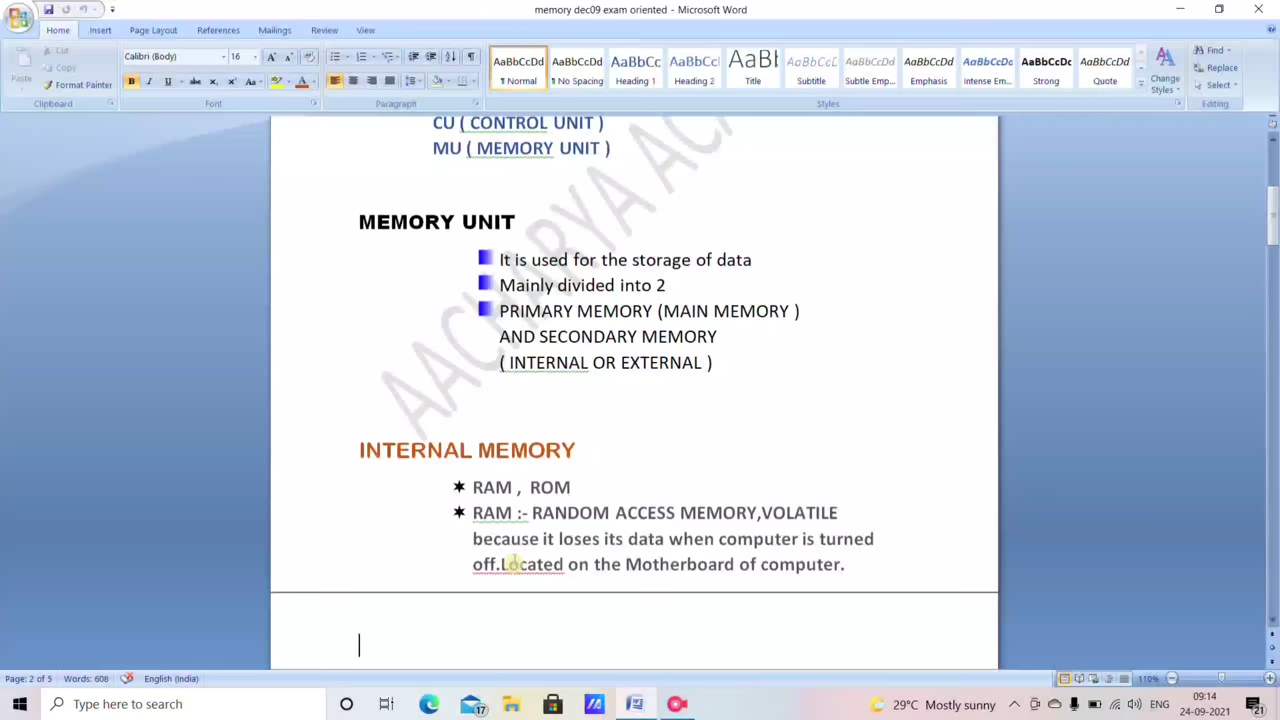 memory dec09 exam oriented - Microsoft Word
Home Insert Page Layout References Mailings Review View
Paste
Cut
Copy
Format Painter
Clipboard
Calibri (Body) 16
Font
Paragraph
AaBbCcDd AaBbCcDd AaBbCc AaBbCcI AaBb AaBbCcL AaBbCcDd AaBbCcDd AaBbCcDd AaBbCcDc AaBbCcDd
¶ Normal ¶ No Spacing Heading 1 Heading 2 Title Subtitle Subtle Emp... Emphasis Intense Em... Strong Quote
Styles
Change Styles
Find
Replace
Select
Editing
CU ( CONTROL UNIT )
MU ( MEMORY UNIT )
MEMORY UNIT
It is used for the storage of data
Mainly divided into 2
PRIMARY MEMORY (MAIN MEMORY )
AND SECONDARY MEMORY
( INTERNAL OR EXTERNAL )
AACHARYA AC
INTERNAL MEMORY
RAM , ROM
RAM :- RANDOM ACCESS MEMORY,VOLATILE
because it loses its data when computer is turned
off.Located on the Motherboard of computer.
Page: 2 of 5 Words: 608 English (India) 110%
Type here to search 17 29°C Mostly sunny ENG 09:14
24-09-2021 21